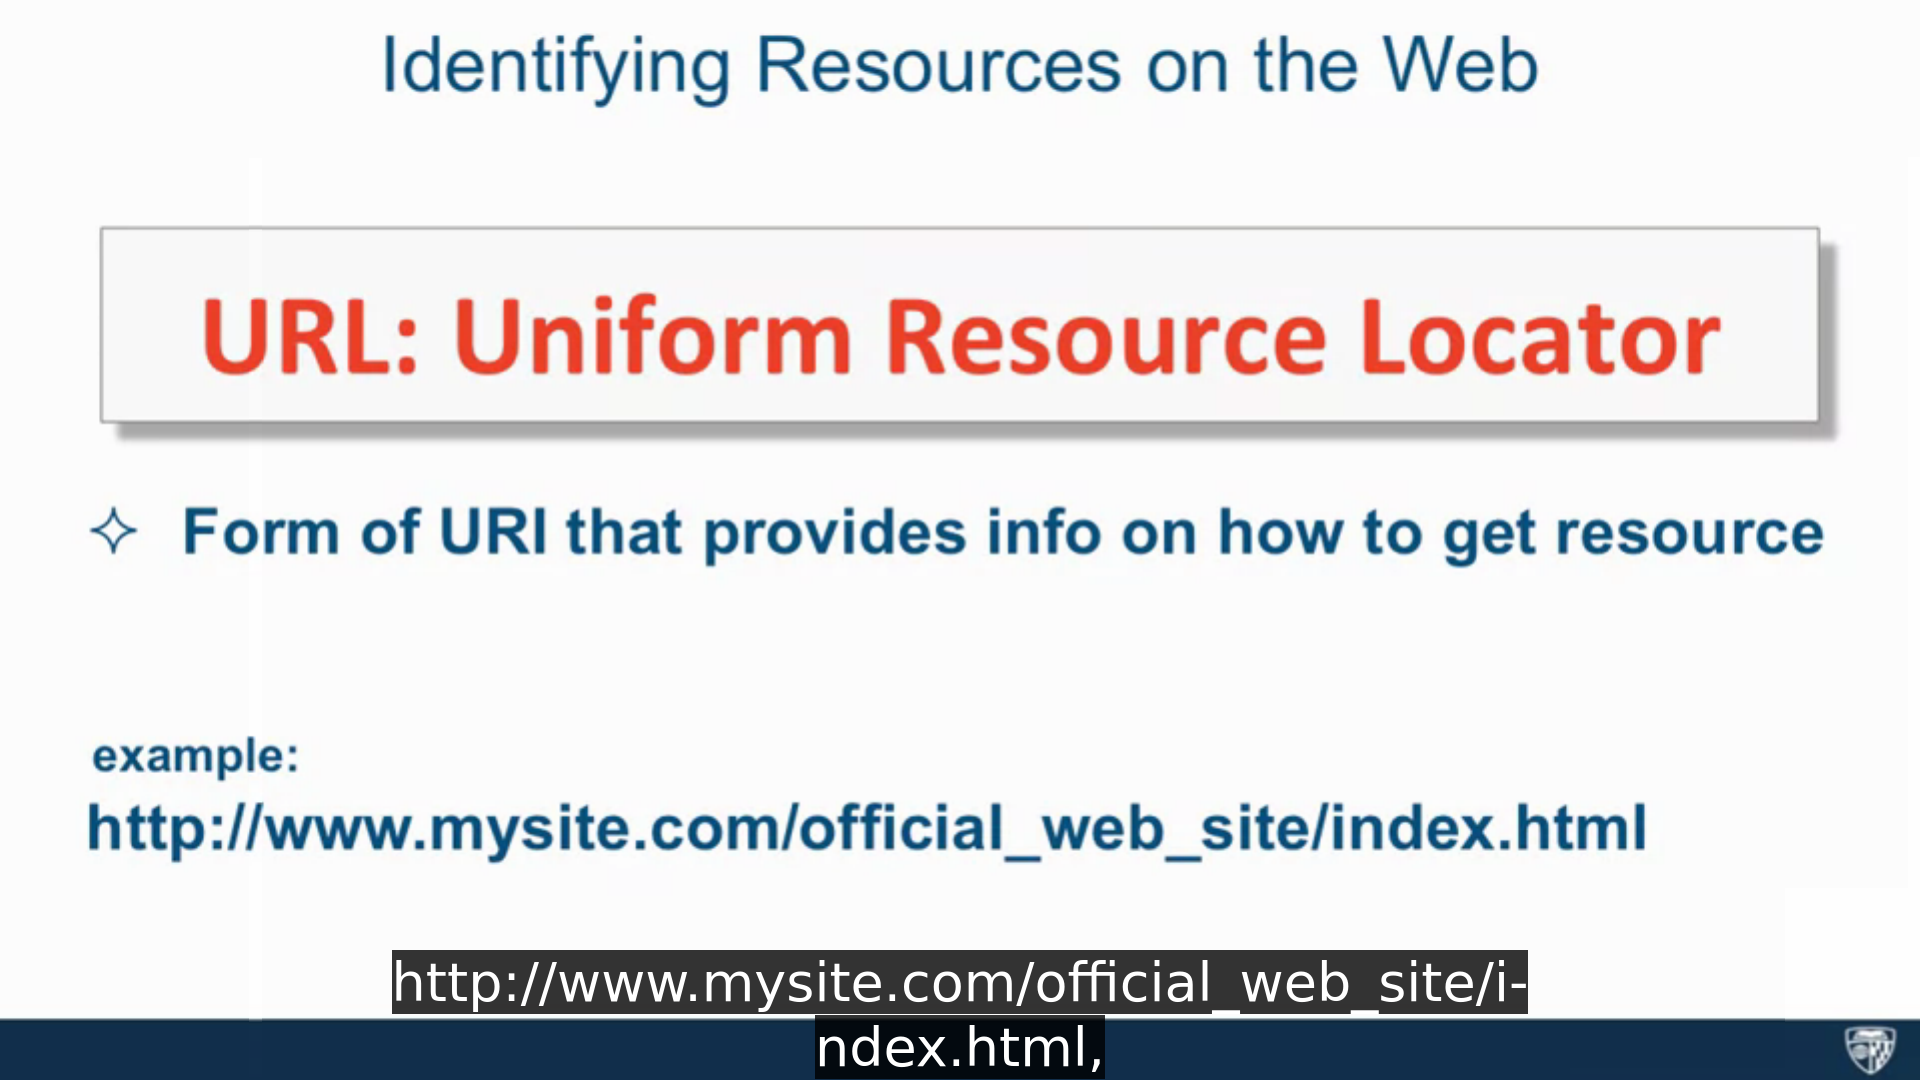 Identifying Resources on the Web
URL: Uniform Resource Locator
✧ Form of URI that provides info on how to get resource
example:
http://www.mysite.com/official_web_site/index.html
http://www.mysite.com/official_web_site/i-
ndex.html,